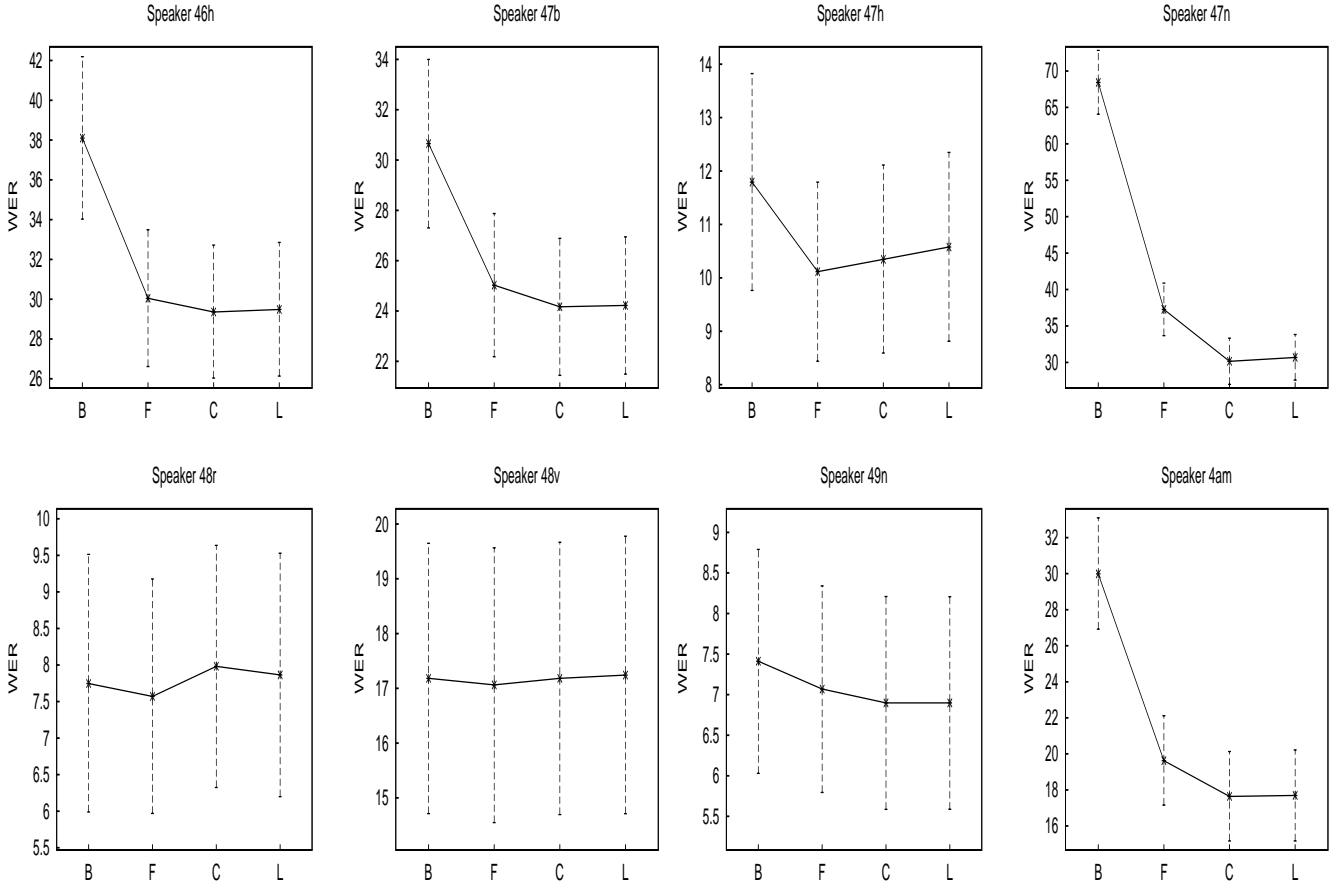 Speaker 46h
42
40
38
36
34
32
30
28
26
WER
B F C L
Speaker 47b
34
32
30
28
26
24
22
B F C L
Speaker 47h
14
13
12
11
10
9
8
WER
B F C L
Speaker 47n
70
65
60
55
50
45
40
35
30
WER
B F C L
Speaker 48r
10
9.5
9
8.5
8
7.5
7
6.5
6
5.5
WER
B F C L
Speaker 48v
20
19
18
17
16
15
WER
B F C L
Speaker 49n
9
8.5
8
7.5
7
6.5
6
5.5
WER
B F C L
Speaker 4am
32
30
28
26
24
22
20
18
16
WER
B F C L